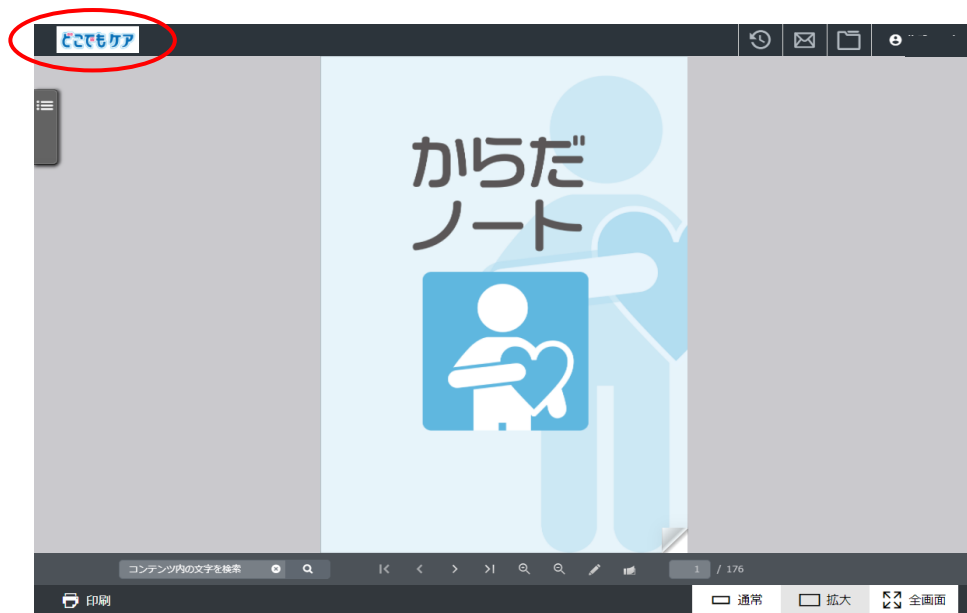 どこでもケア
からだ
ノート
コンテンツ内の文字を検索
1 / 176
印刷
通常
拡大
全画面